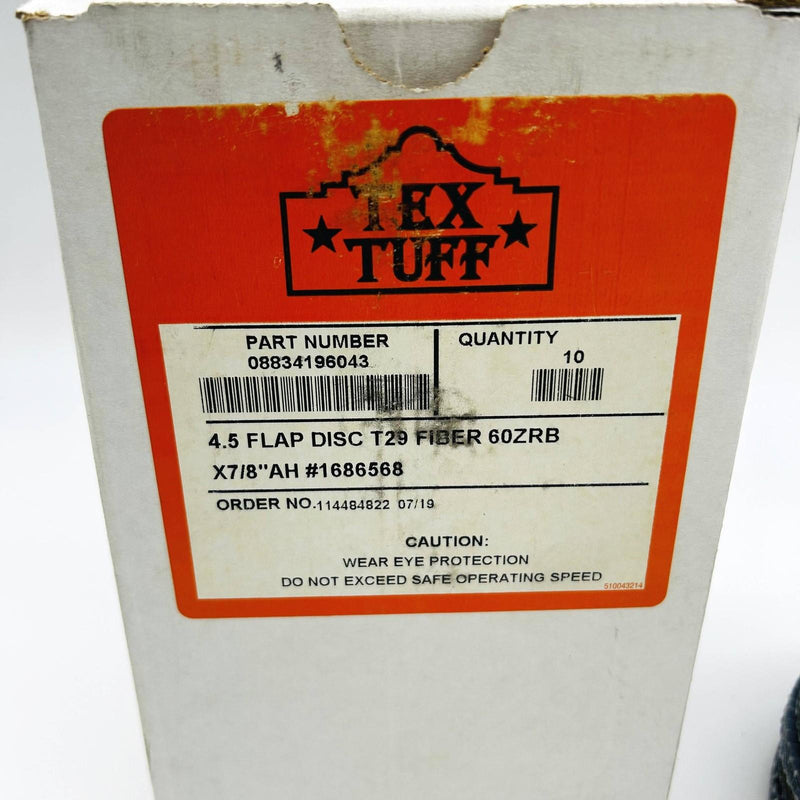 TEX
TUFF
PART NUMBER
08834196043
QUANTITY
10
4.5 FLAP DISC T29 FIBER 60ZRB
X7/8"AH #1686568
ORDER NO. 114484822 07/19
CAUTION:
WEAR EYE PROTECTION
DO NOT EXCEED SAFE OPERATING SPEED
510043214